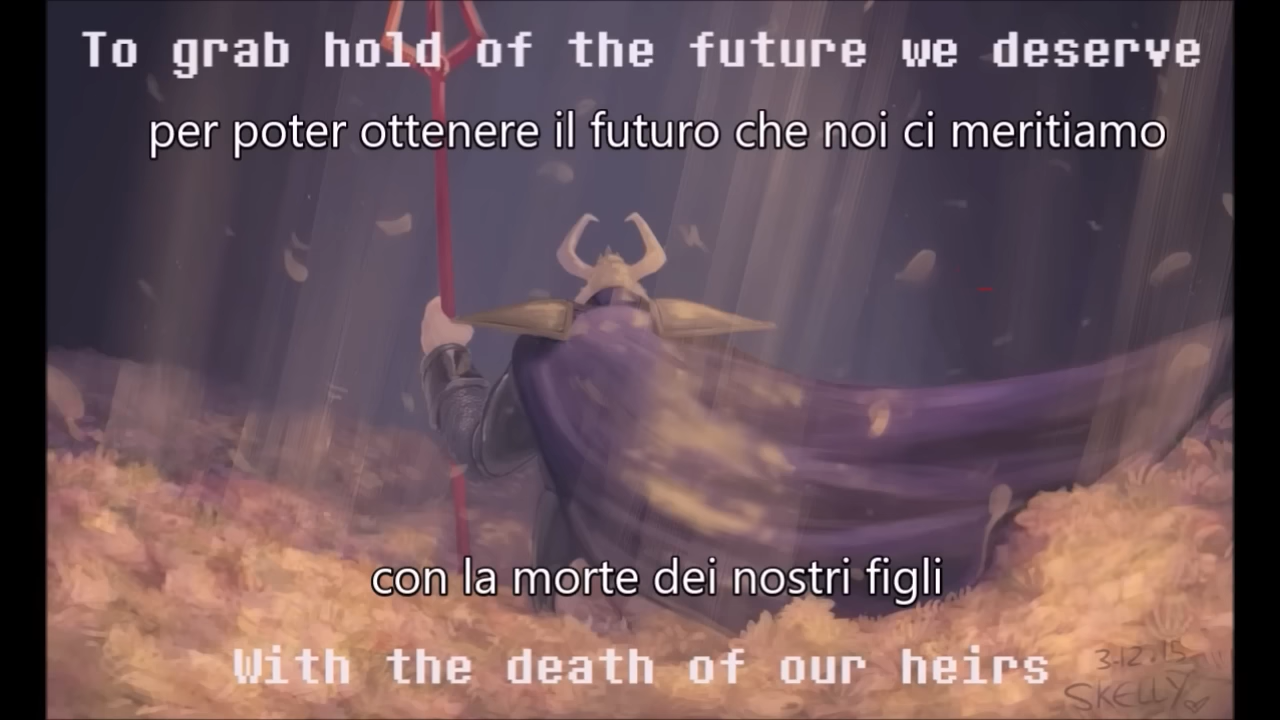 To grab hold of the future we deserve
per poter ottenere il futuro che noi ci meritiamo
con la morte dei nostri figli
With the death of our heirs
3.12.15
SKELLY